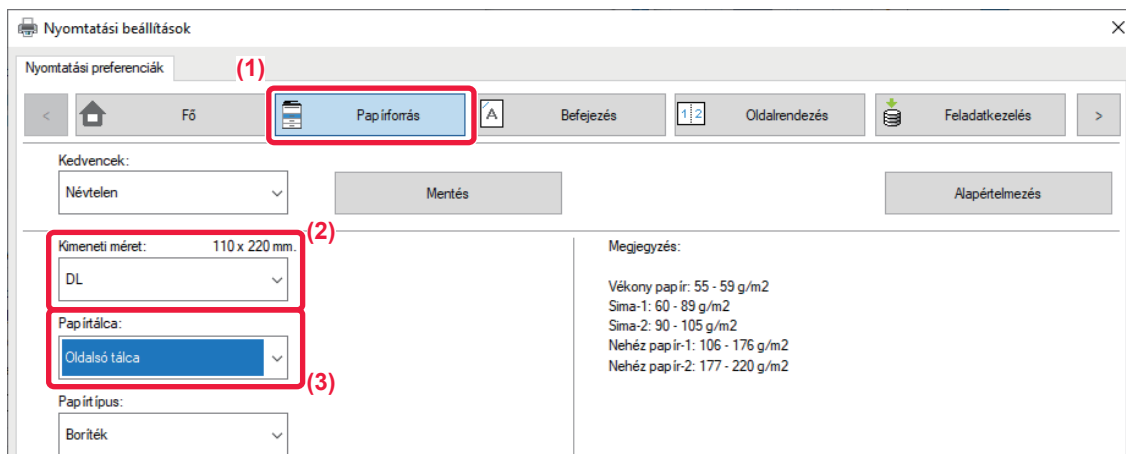 Nyomtatási beállítások
Nyomtatási preferenciák
(1)
< Fő Papírforrás A Befejezés 1 2 Oldalrendezés Feladatkezelés >
Kedvencek:
Névtelen Mentés Alapértelmezés
(2)
Kimeneti méret: 110 x 220 mm.
DL
Papírtálca:
Oldalsó tálca
(3)
Papírtípus:
Boríték
Megjegyzés:
Vékony papír: 55 - 59 g/m2
Sima-1: 60 - 89 g/m2
Sima-2: 90 - 105 g/m2
Nehéz papír-1: 106 - 176 g/m2
Nehéz papír-2: 177 - 220 g/m2